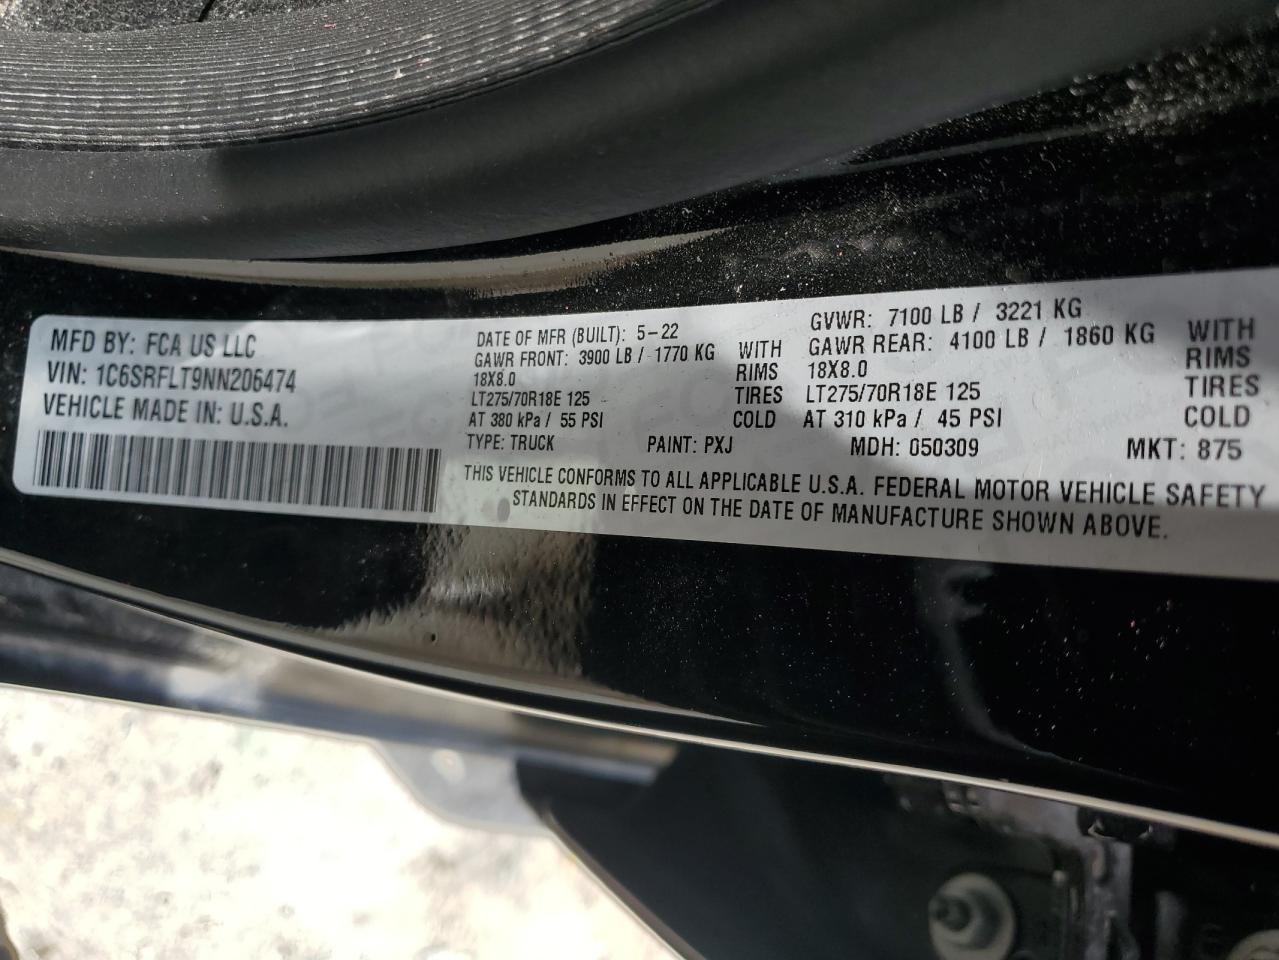 MFD BY: FCA US LLC
VIN: 1C6SRFLT9NN206474
VEHICLE MADE IN: U.S.A.
DATE OF MFR (BUILT): 5-22
GAWR FRONT: 3900 LB / 1770 KG WITH
18X8.0 RIMS
LT275/70R18E 125 TIRES
AT 380 kPa / 55 PSI COLD
GVWR: 7100 LB / 3221 KG
GAWR REAR: 4100 LB / 1860 KG WITH
18X8.0 RIMS
LT275/70R18E 125 TIRES
AT 310 kPa / 45 PSI COLD
TYPE: TRUCK PAINT: PXJ MDH: 050309 MKT: 875
THIS VEHICLE CONFORMS TO ALL APPLICABLE U.S.A. FEDERAL MOTOR VEHICLE SAFETY
STANDARDS IN EFFECT ON THE DATE OF MANUFACTURE SHOWN ABOVE.